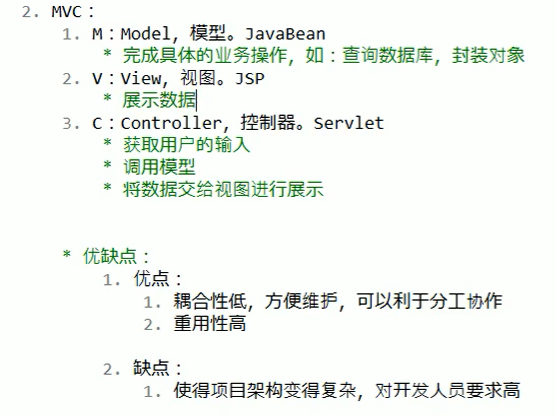 2. MVC：
1. M：Model，模型。JavaBean
* 完成具体的业务操作，如：查询数据库，封装对象
2. V：View，视图。JSP
* 展示数据
3. C：Controller，控制器。Servlet
* 获取用户的输入
* 调用模型
* 将数据交给视图进行展示
* 优缺点：
1. 优点：
1. 耦合性低，方便维护，可以利于分工协作
2. 重用性高
2. 缺点：
1. 使得项目架构变得复杂，对开发人员要求高